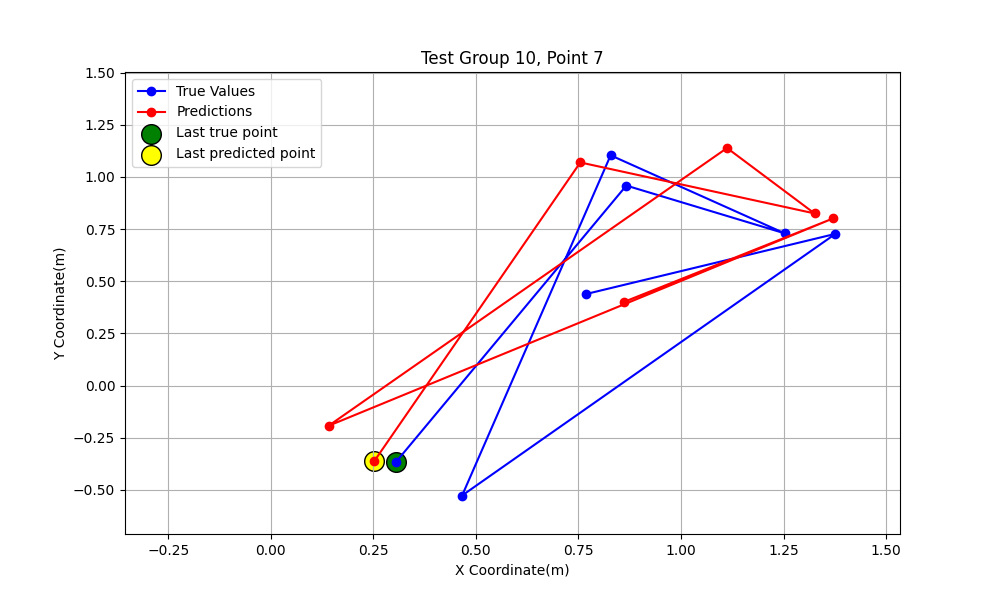 Test Group 10, Point 7
True Values
Predictions
Last true point
Last predicted point
Y Coordinate(m)
1.50
1.25
1.00
0.75
0.50
0.25
0.00
−0.25
−0.50
−0.25 0.00 0.25 0.50 0.75 1.00 1.25 1.50
X Coordinate(m)